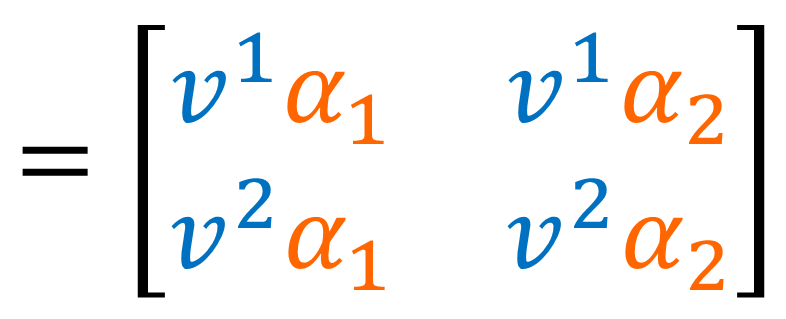 = [ v¹α₁ v¹α₂
v²α₁ v²α₂ ]